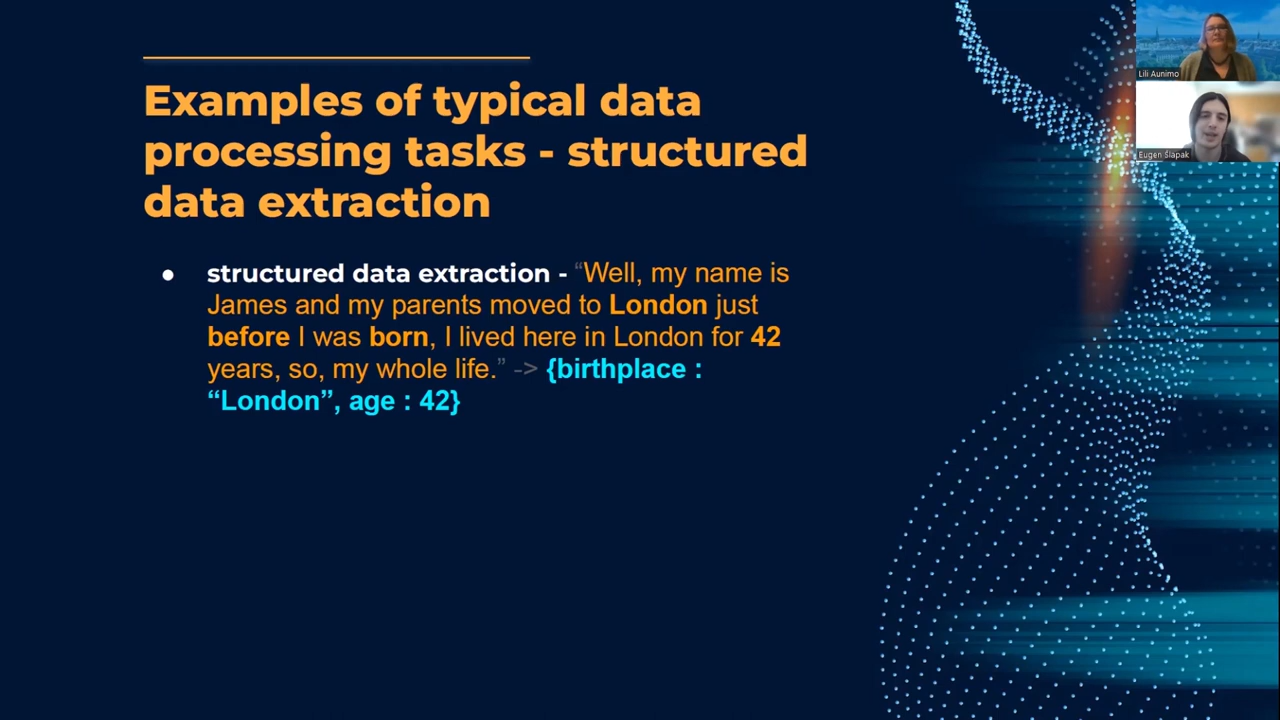 Examples of typical data
processing tasks - structured
data extraction
● structured data extraction - “Well, my name is
James and my parents moved to London just
before I was born, I lived here in London for 42
years, so, my whole life.” -> {birthplace :
“London”, age : 42}
Lili Aunimo
Eugen Šlapak